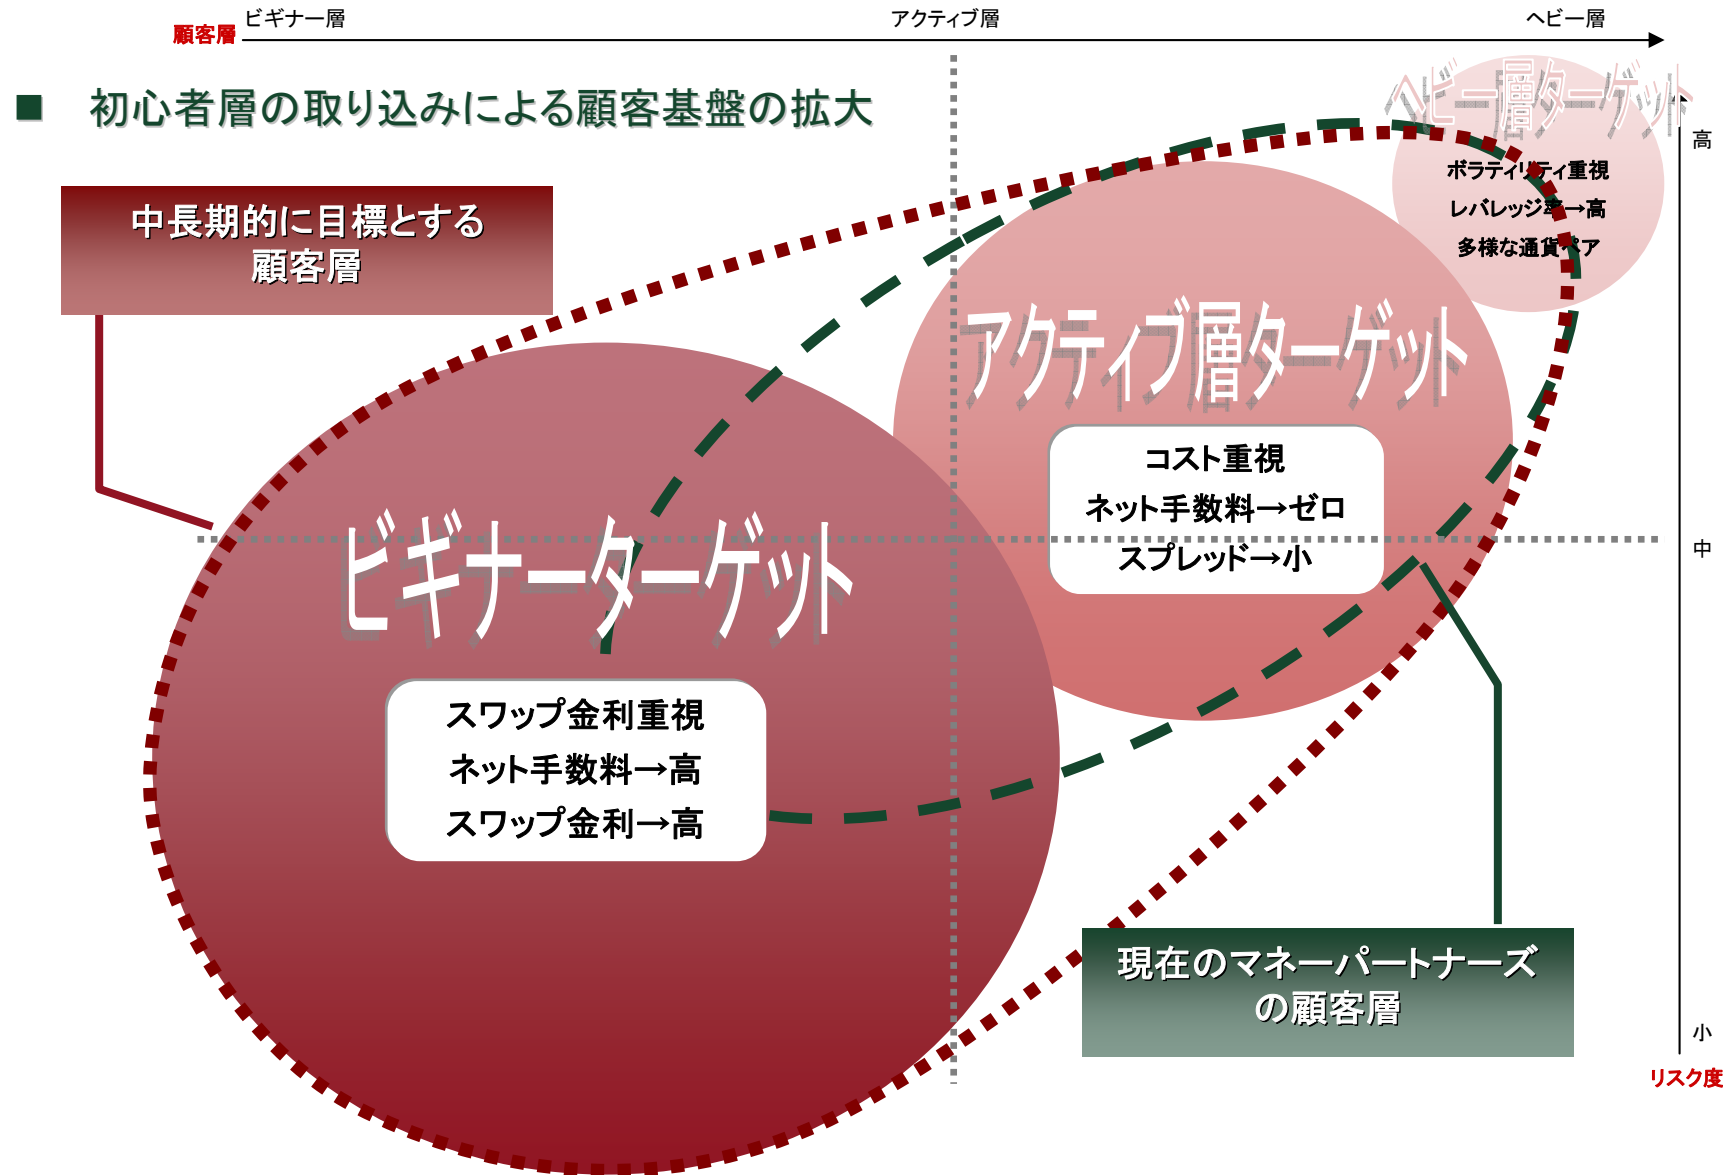 ビギナー層
アクティブ層
ヘビー層
顧客層
■ 初心者層の取り込みによる顧客基盤の拡大
ヘビー層ターゲット
高
ボラティリティ重視
レバレッジ率→高
多様な通貨ペア
中長期的に目標とする
顧客層
アクティブ層ターゲット
コスト重視
ネット手数料→ゼロ
スプレッド→小
中
ビギナーターゲット
スワップ金利重視
ネット手数料→高
スワップ金利→高
現在のマネーパートナーズ
の顧客層
小
リスク度